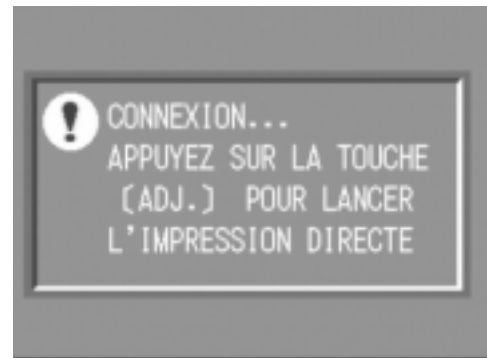 CONNEXION...
APPUYEZ SUR LA TOUCHE
[ADJ.] POUR LANCER
L'IMPRESSION DIRECTE